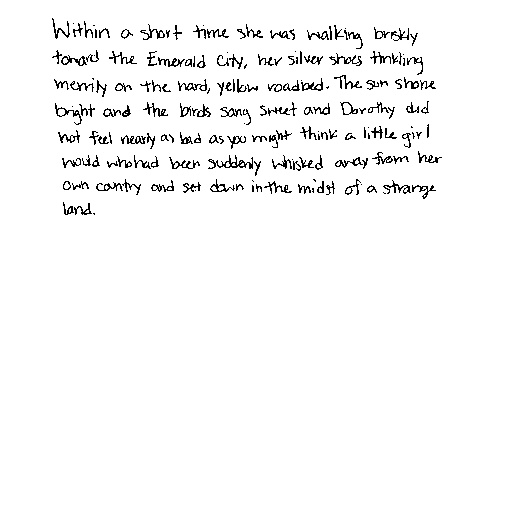 Within a short time she was walking briskly
toward the Emerald City, her silver shoes tinkling
merrily on the hard, yellow roadbed. The sun shone
bright and the birds sang sweet and Dorothy did
not feel nearly as bad as you might think a little girl
would who had been suddenly whisked away from her
own country and set down in the midst of a strange
land.